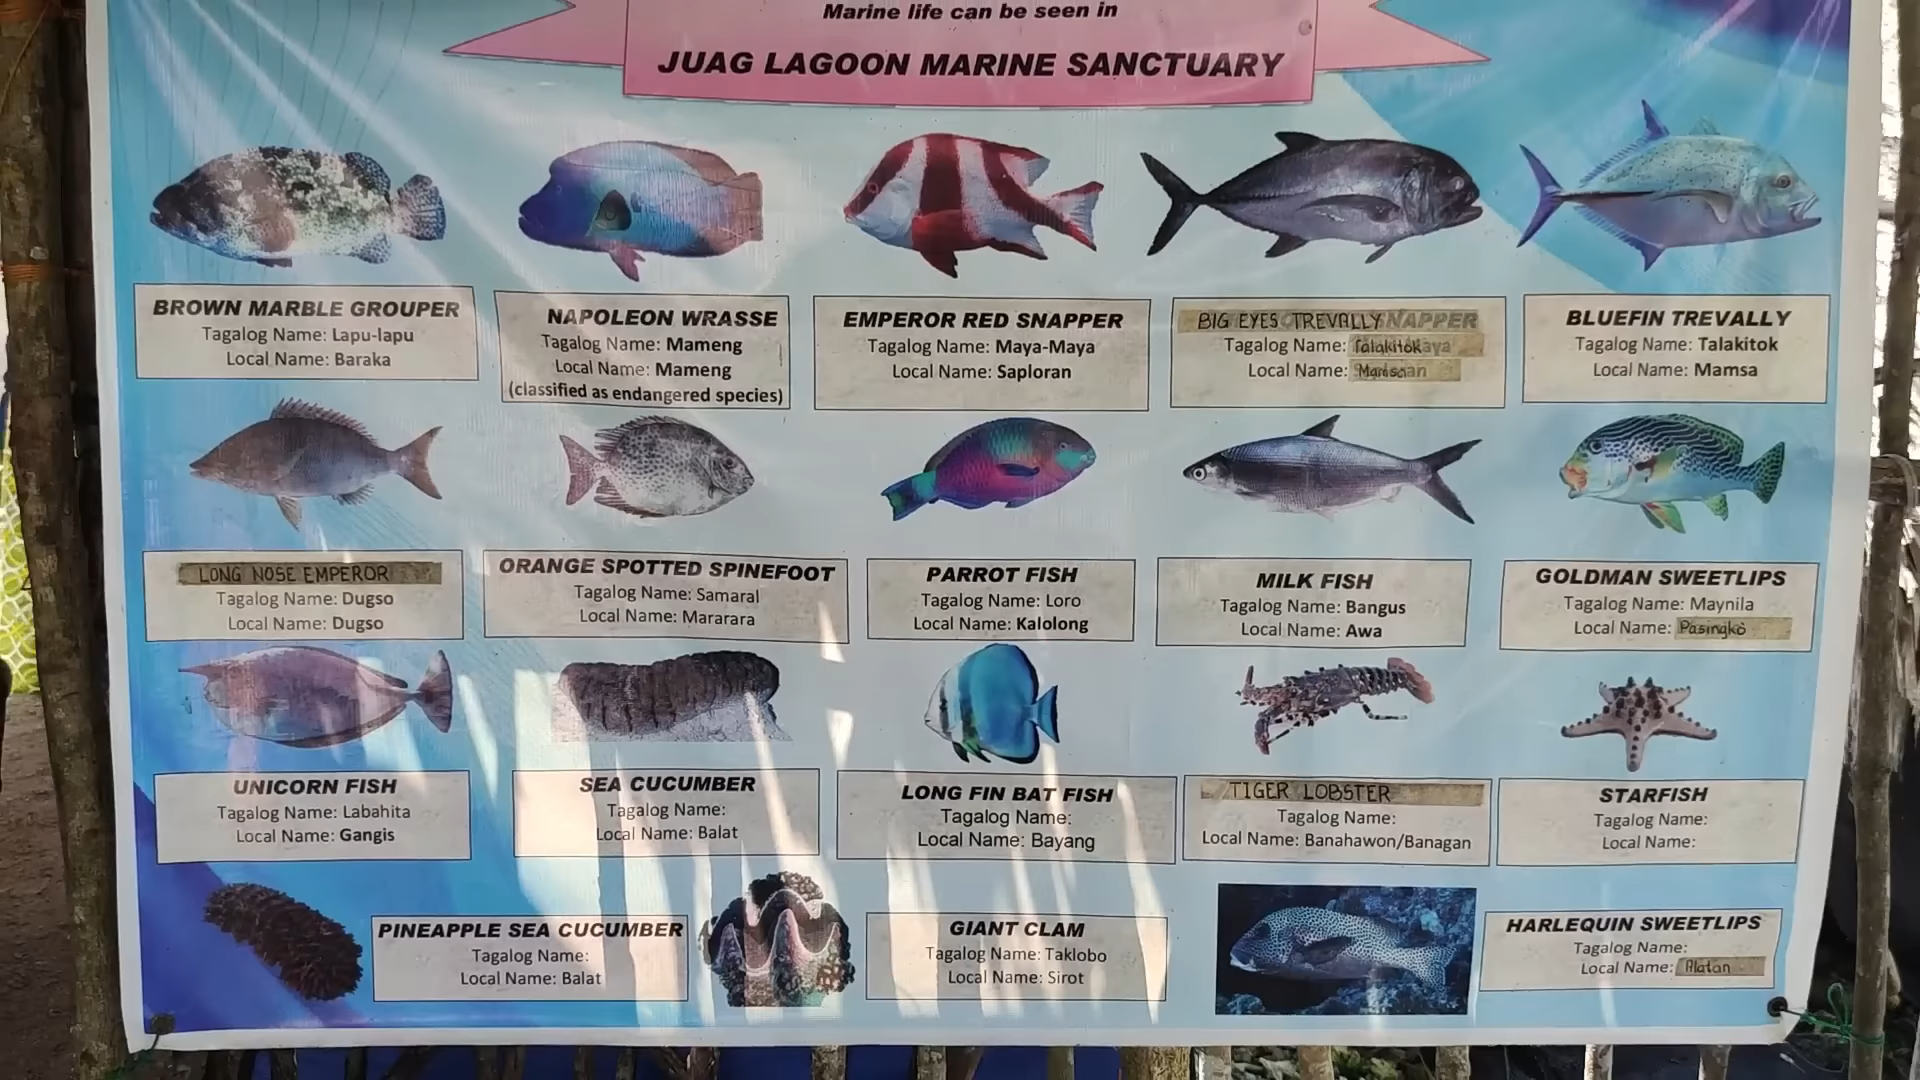 Marine life can be seen in
JUAG LAGOON MARINE SANCTUARY
BROWN MARBLE GROUPER
Tagalog Name: Lapu-lapu
Local Name: Baraka
NAPOLEON WRASSE
Tagalog Name: Mameng
Local Name: Mameng
(classified as endangered species)
EMPEROR RED SNAPPER
Tagalog Name: Maya-Maya
Local Name: Saploran
BIG EYES TREVALLY
Tagalog Name: Talakitok
Local Name:
BLUEFIN TREVALLY
Tagalog Name: Talakitok
Local Name: Mamsa
LONG NOSE EMPEROR
Tagalog Name: Dugso
Local Name: Dugso
ORANGE SPOTTED SPINEFOOT
Tagalog Name: Samaral
Local Name: Mararara
PARROT FISH
Tagalog Name: Loro
Local Name: Kalolong
MILK FISH
Tagalog Name: Bangus
Local Name: Awa
GOLDMAN SWEETLIPS
Tagalog Name: Maynila
Local Name: Pasingko
UNICORN FISH
Tagalog Name: Labahita
Local Name: Gangis
SEA CUCUMBER
Tagalog Name:
Local Name: Balat
LONG FIN BAT FISH
Tagalog Name:
Local Name: Bayang
TIGER LOBSTER
Tagalog Name:
Local Name: Banahawon/Banagan
STARFISH
Tagalog Name:
Local Name:
PINEAPPLE SEA CUCUMBER
Tagalog Name:
Local Name: Balat
GIANT CLAM
Tagalog Name: Taklobo
Local Name: Sirot
HARLEQUIN SWEETLIPS
Tagalog Name:
Local Name: Alatan